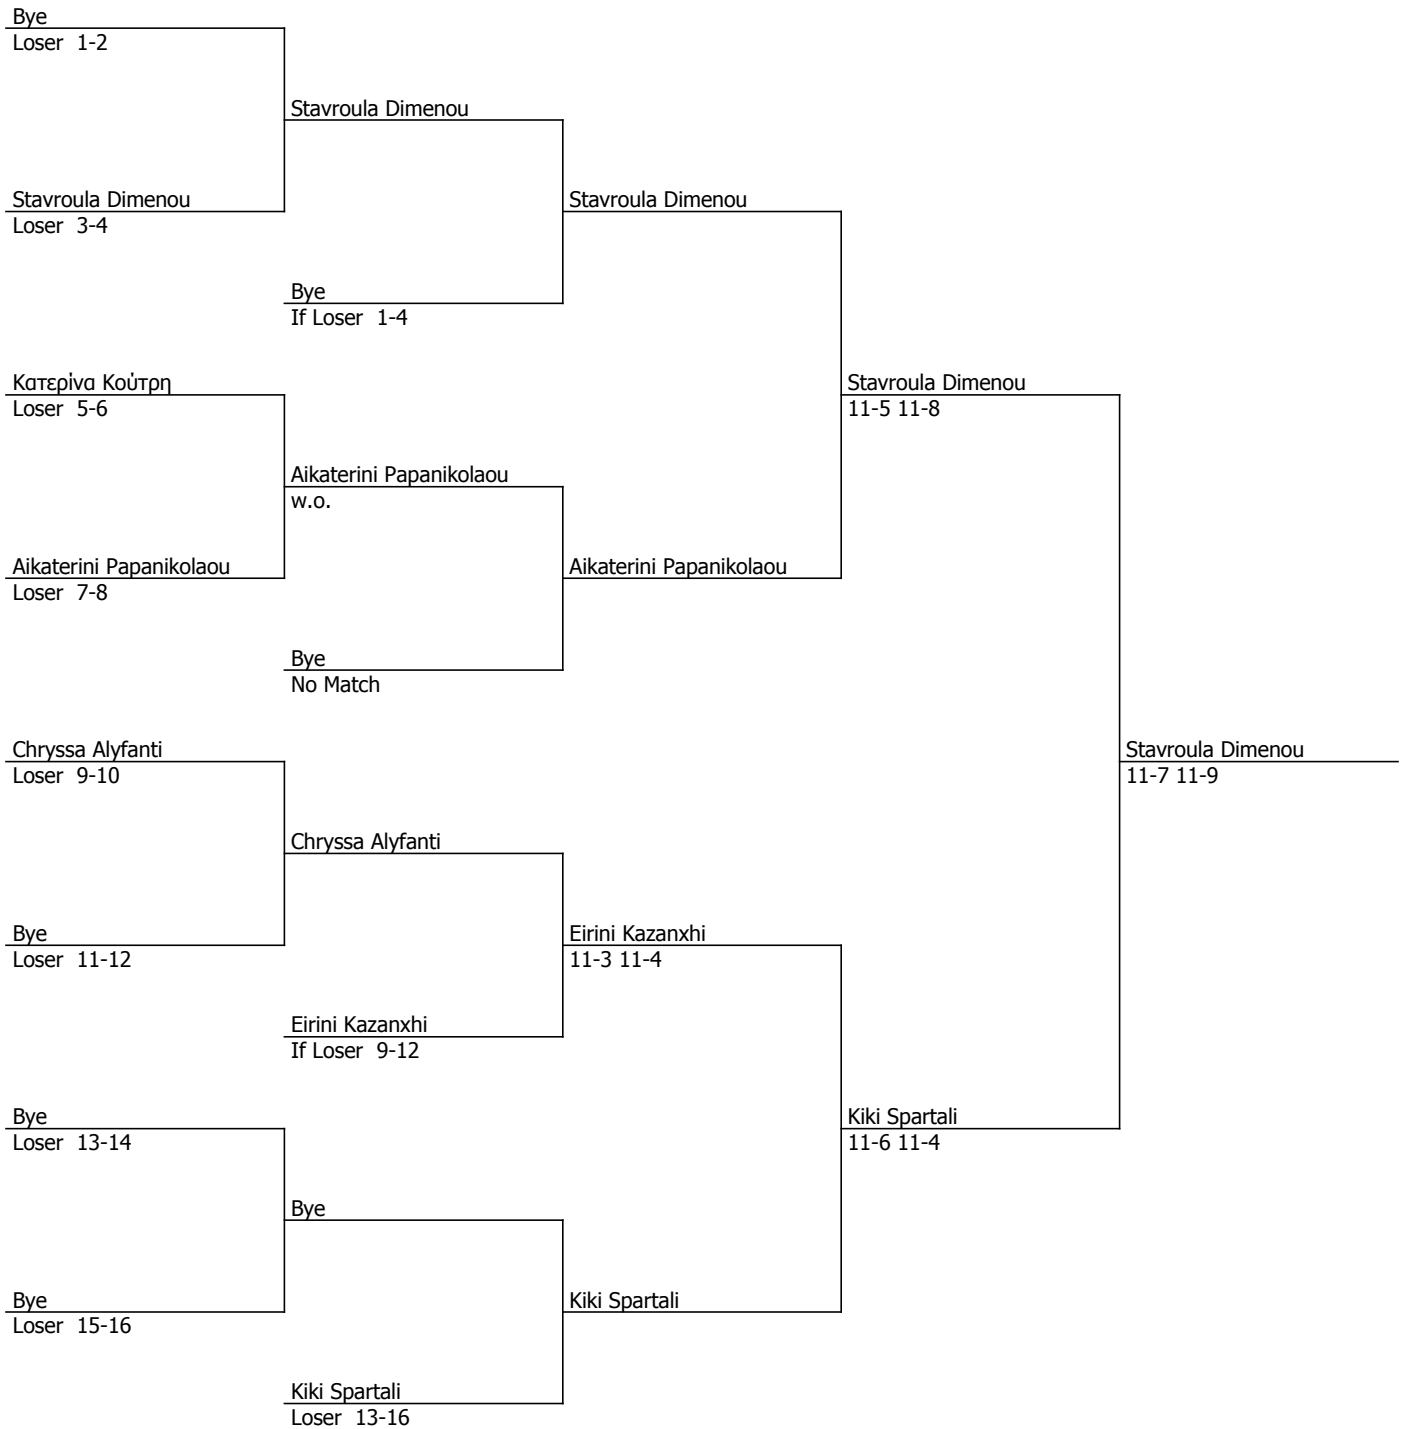 Bye
Loser 1-2
Stavroula Dimenou
Stavroula Dimenou
Loser 3-4
Stavroula Dimenou
Bye
If Loser 1-4
Κατερίνα Κούτρη
Loser 5-6
Stavroula Dimenou
11-5 11-8
Aikaterini Papanikolaou
w.o.
Aikaterini Papanikolaou
Loser 7-8
Aikaterini Papanikolaou
Bye
No Match
Chryssa Alyfanti
Loser 9-10
Stavroula Dimenou
11-7 11-9
Chryssa Alyfanti
Bye
Loser 11-12
Eirini Kazanxhi
11-3 11-4
Eirini Kazanxhi
If Loser 9-12
Bye
Loser 13-14
Kiki Spartali
11-6 11-4
Bye
Bye
Loser 15-16
Kiki Spartali
Kiki Spartali
Loser 13-16